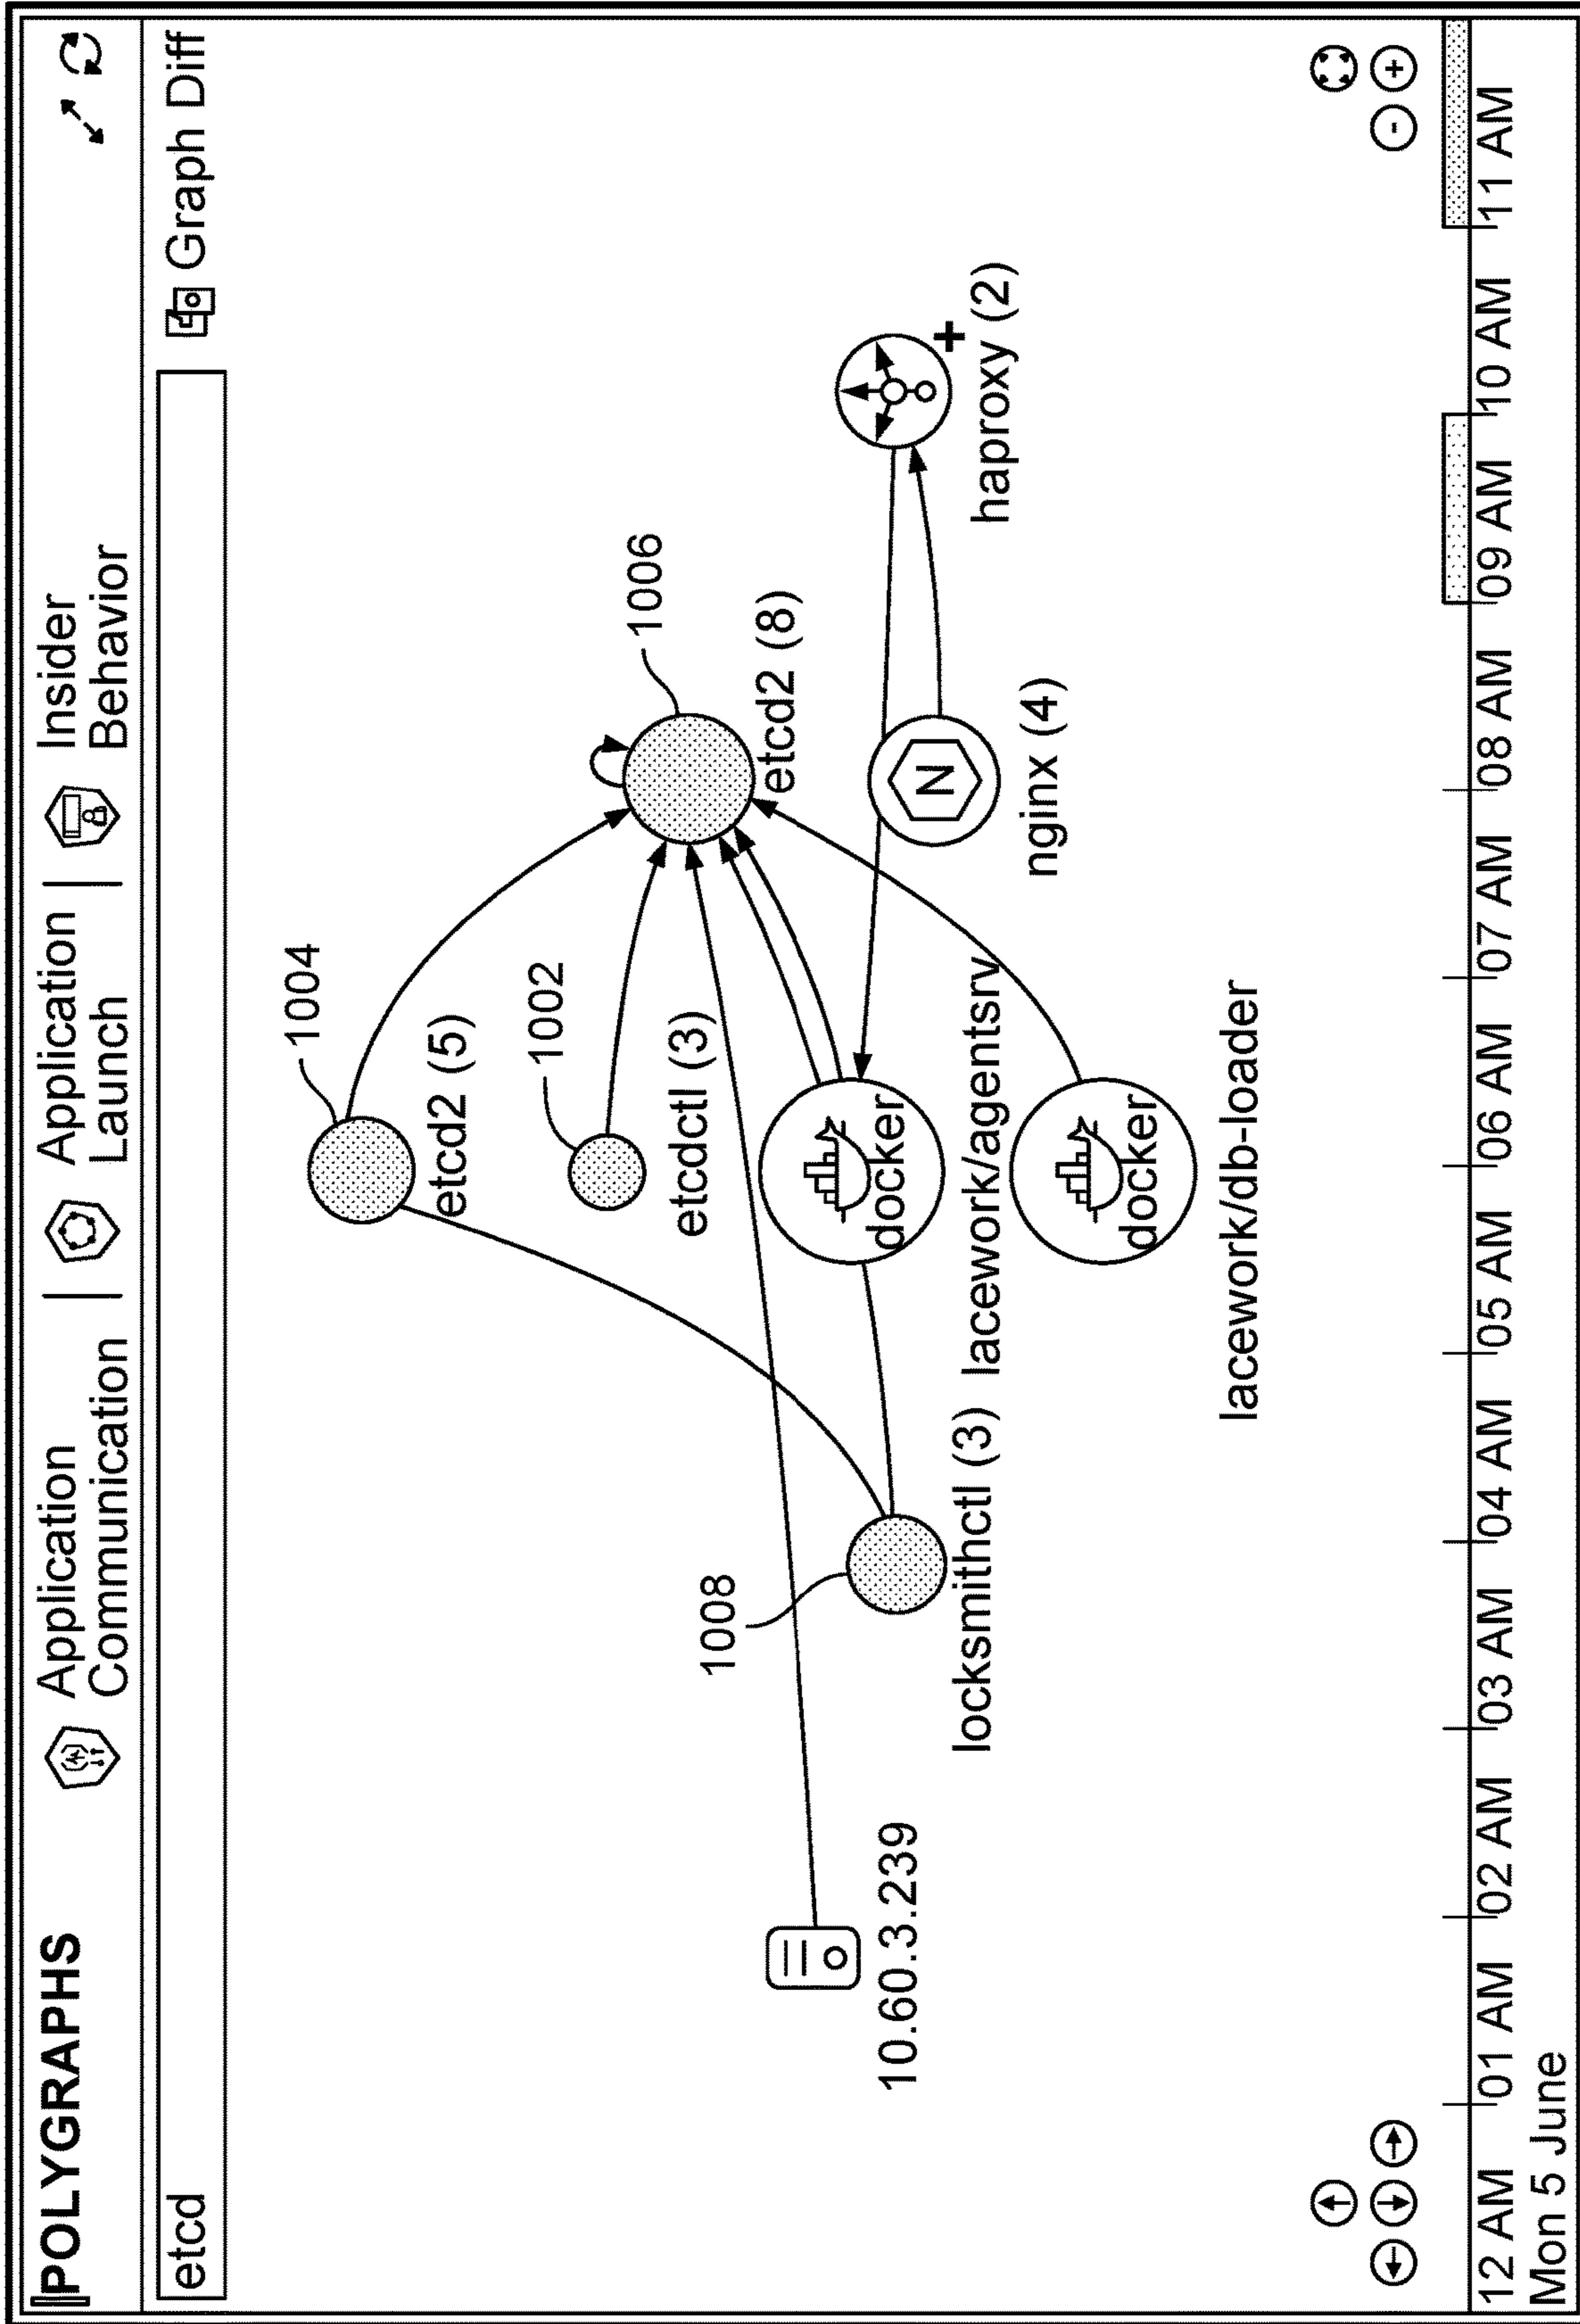 POLYGRAPHS
Application
Communication
Application
Launch
Insider
Behavior
etcd
Graph Diff
1004
etcd2 (5)
1002
etcdctl (3)
1006
etcd2 (8)
1008
locksmithctl (3)
10.60.3.239
docker
lacework/agentsrv
docker
lacework/db-loader
N
nginx (4)
+
haproxy (2)
- +
12 AM 01 AM 02 AM 03 AM 04 AM 05 AM 06 AM 07 AM 08 AM 09 AM 10 AM 11 AM
Mon 5 June